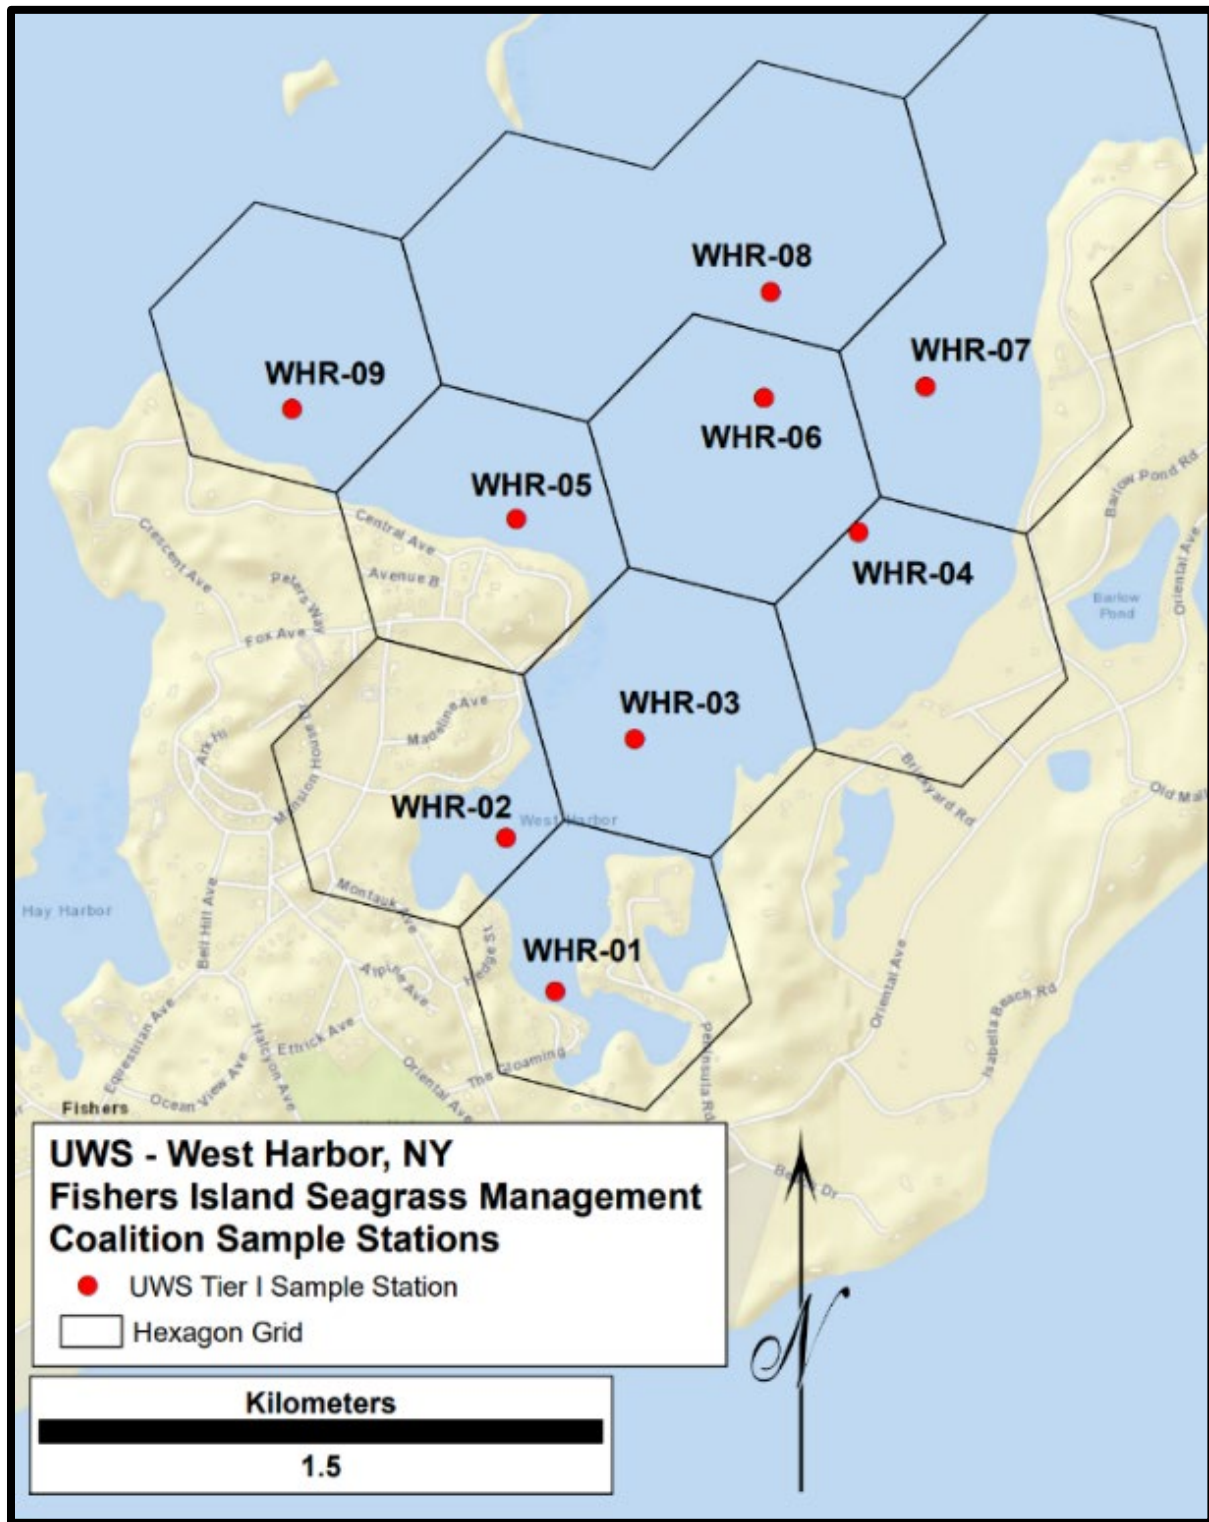 WHR-08
WHR-07
WHR-09
WHR-06
WHR-05
Barlow Pond Rd
Central Ave
Crescent Ave
Oriental Ave
WHR-04
Avenue B
Peters Way
Barlow
Pond
Fox Ave
WHR-03
Madeline Ave
Mansion House
Brickyard Rd
Old Mall
WHR-02
West Harbor
Montauk Ave
Hay Harbor
Bell Hill Ave
Hedge St
WHR-01
Alpine Ave
Oriental Ave
Isabella Beach Rd
Equestrian Ave
Halcyon Ave
Ettrick Ave
The Gloaming
Peninsula Rd
Ocean View Ave
Oriental Ave
Fishers
UWS - West Harbor, NY
Fishers Island Seagrass Management
Coalition Sample Stations
UWS Tier I Sample Station
Hexagon Grid
Kilometers
1.5
N